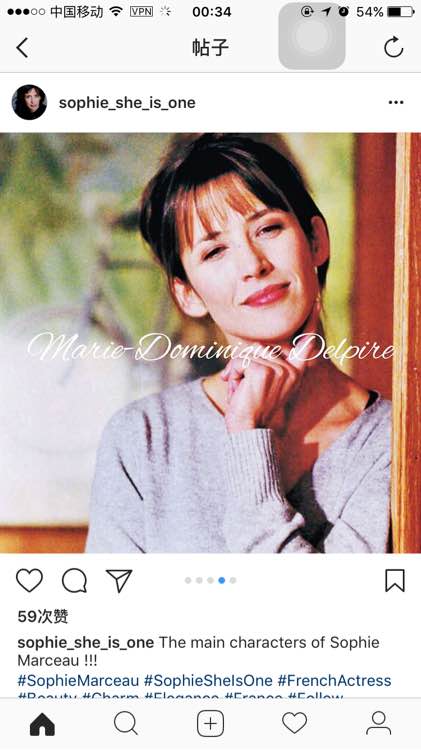 中国移动 VPN 00:34 54%
帖子
sophie_she_is_one
Marie-Dominique Delpire
59次赞
sophie_she_is_one The main characters of Sophie
Marceau !!!
#SophieMarceau #SophieSheIsOne #FrenchActress
#Beauty #Charm #Elegance #France #Follow